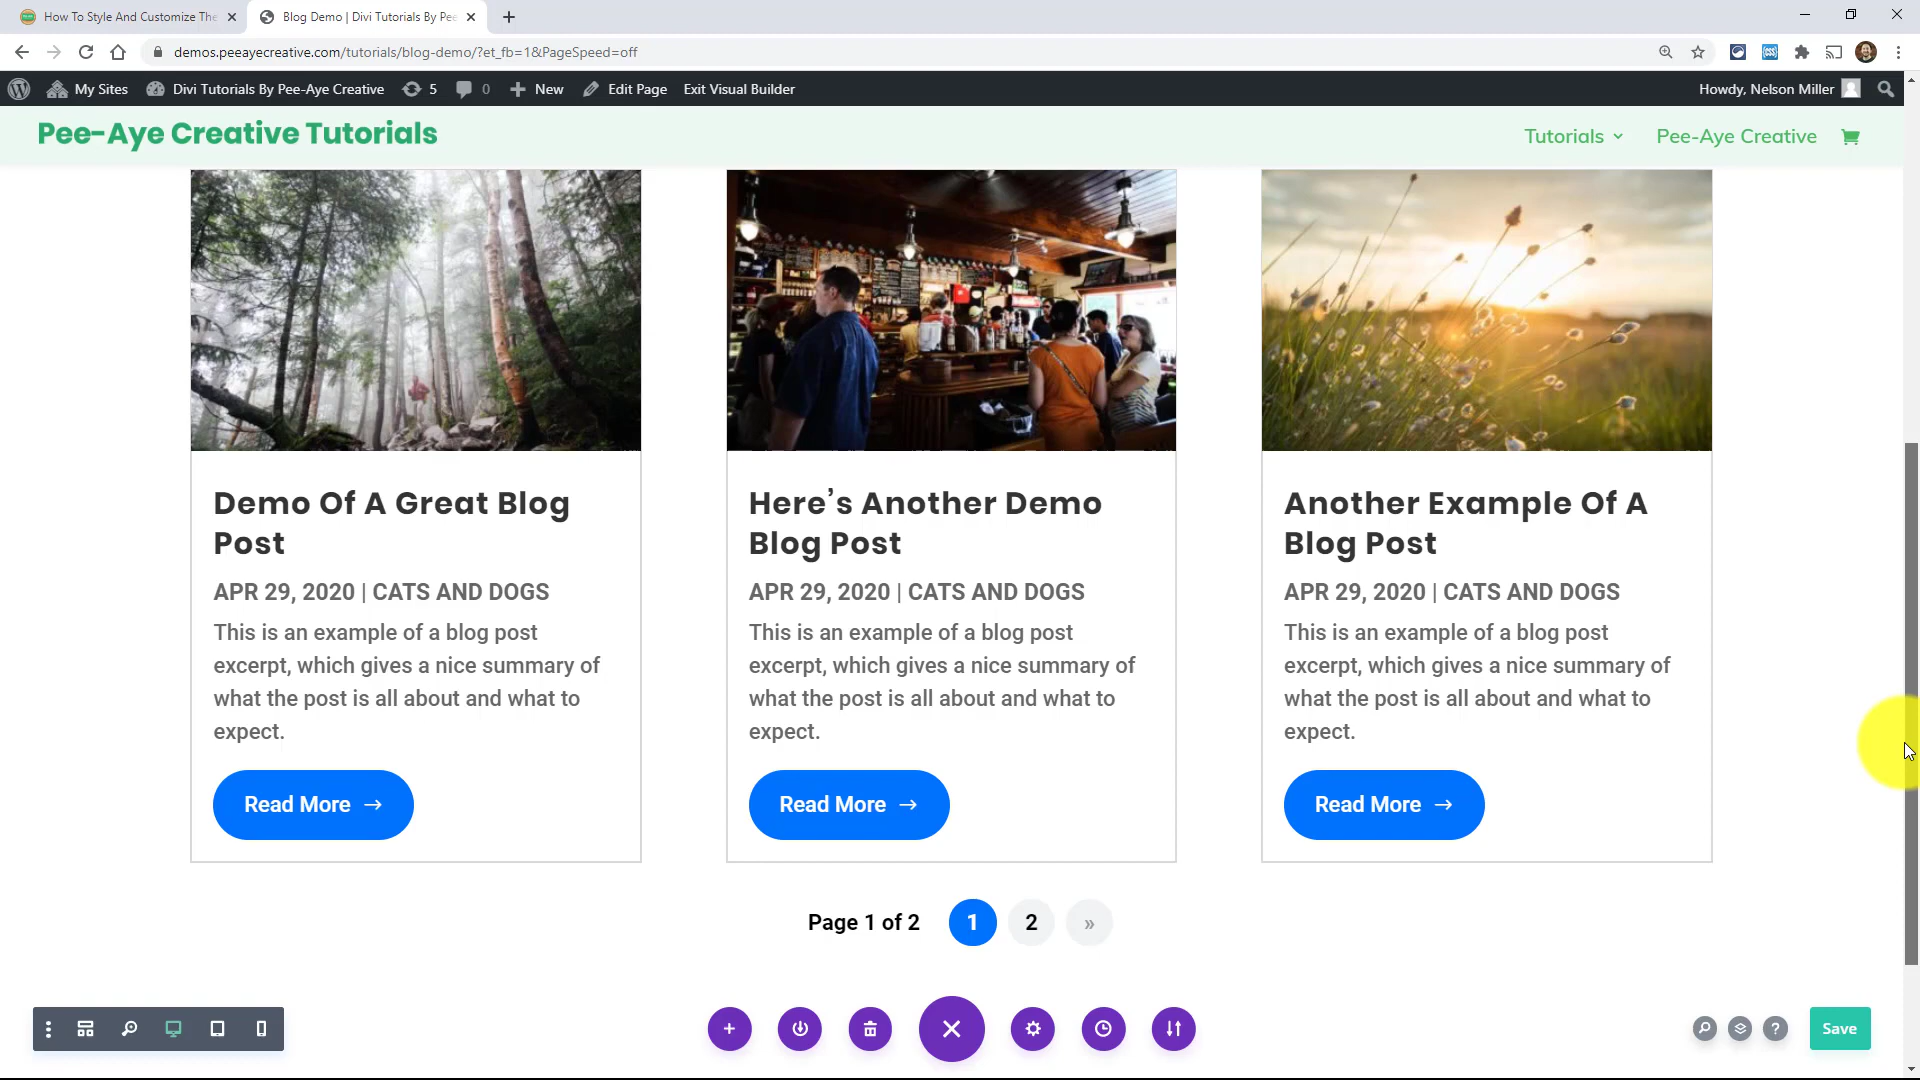 How To Style And Customize The
Blog Demo | Divi Tutorials By Pe
demos.peeayecreative.com/tutorials/blog-demo/?et_fb=1&PageSpeed=off
My Sites
Divi Tutorials By Pee-Aye Creative
5
0
New
Edit Page
Exit Visual Builder
Howdy, Nelson Miller
Pee-Aye Creative Tutorials
Tutorials
Pee-Aye Creative
Demo Of A Great Blog
Post
APR 29, 2020 | CATS AND DOGS
This is an example of a blog post
excerpt, which gives a nice summary of
what the post is all about and what to
expect.
Read More →
Here’s Another Demo
Blog Post
APR 29, 2020 | CATS AND DOGS
This is an example of a blog post
excerpt, which gives a nice summary of
what the post is all about and what to
expect.
Read More →
Another Example Of A
Blog Post
APR 29, 2020 | CATS AND DOGS
This is an example of a blog post
excerpt, which gives a nice summary of
what the post is all about and what to
expect.
Read More →
Page 1 of 2 1 2 »
?
Save